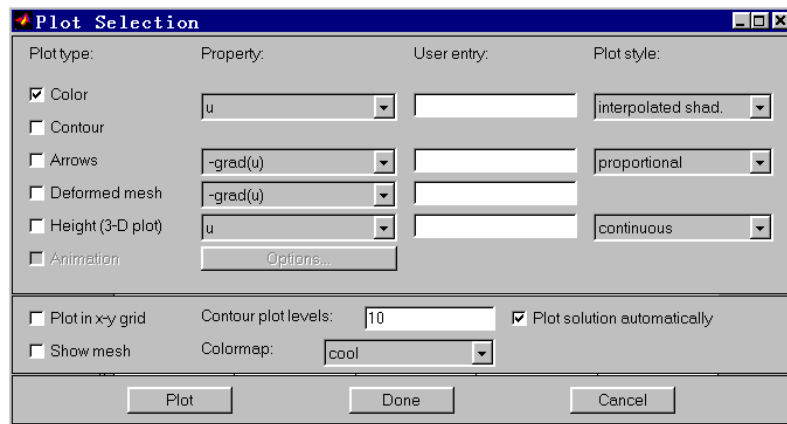 Plot Selection
Plot type: Property: User entry: Plot style:
Color u interpolated shad.
Contour
Arrows -grad(u) proportional
Deformed mesh -grad(u)
Height (3-D plot) u continuous
Animation Options...
Plot in x-y grid Contour plot levels: 10 Plot solution automatically
Show mesh Colormap: cool
Plot Done Cancel